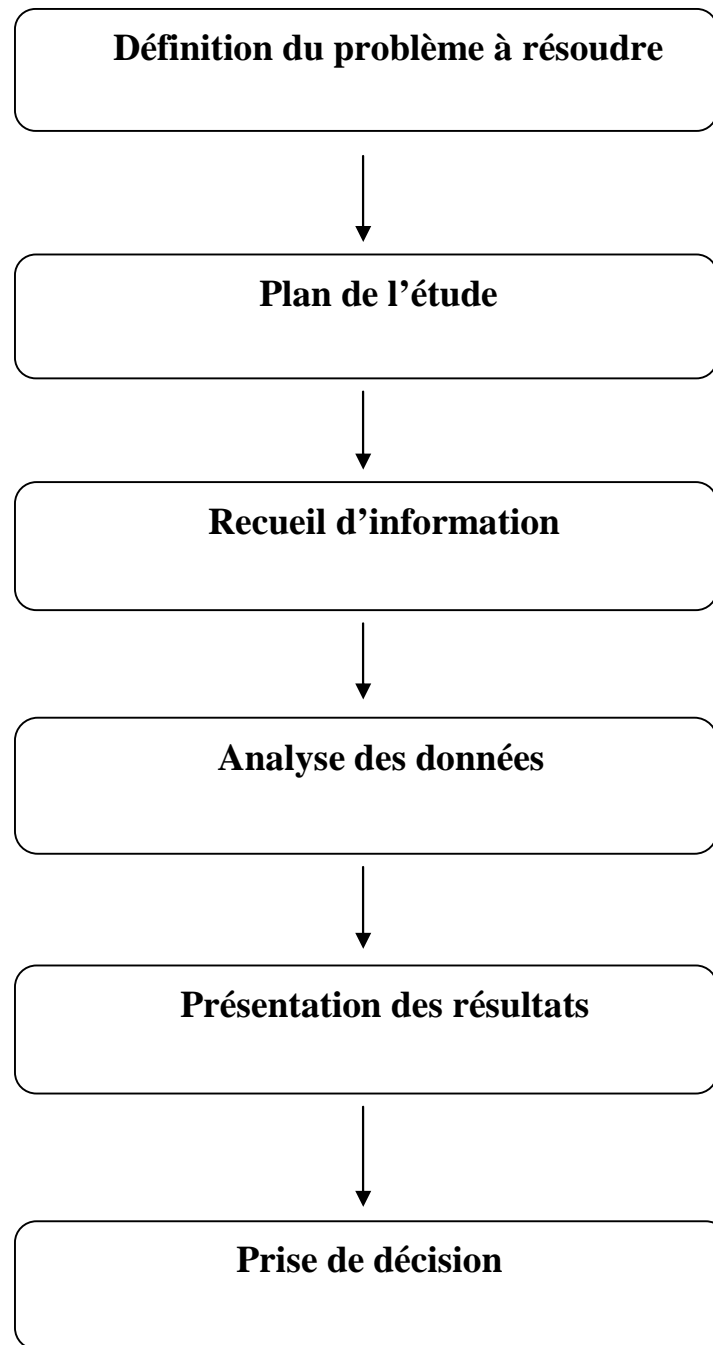 Définition du problème à résoudre
Plan de l’étude
Recueil d’information
Analyse des données
Présentation des résultats
Prise de décision